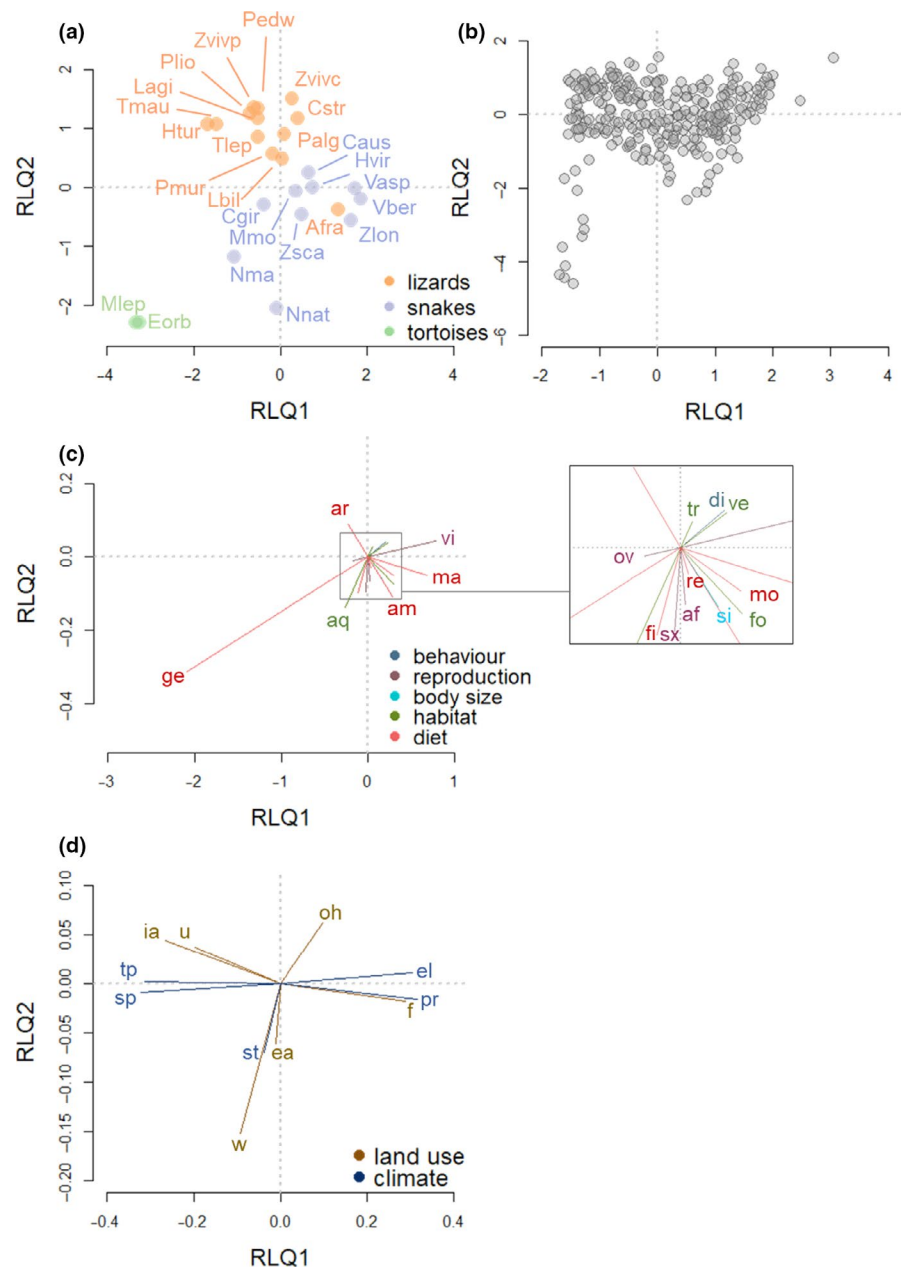 (a)
Pedw
Zvivp
Plio
Zvivc
Lagi
Cstr
Tmau
Htur
Tlep
Palg
Caus
Hvir
Pmur
Lbil
Vasp
Cgir
Vber
Mmo
Afra
Zsca
Zlon
Nma
lizards
Nnat
snakes
Mlep
Eorb
tortoises
2
1
0
−1
−2
RLQ2
−4 −2 0 2 4
RLQ1
(b)
2
0
−2
−4
−6
RLQ2
−2 −1 0 1 2 3 4
RLQ1
(c)
0.2
0.0
−0.2
−0.4
RLQ2
ar
vi
ma
am
aq
ge
behaviour
reproduction
body size
habitat
diet
−3 −2 −1 0 1
RLQ1
di
tr
ve
ov
re
mo
af
si
fo
fi
sx
(d)
0.10
0.05
0.00
−0.05
−0.10
−0.15
−0.20
RLQ2
oh
ia
u
tp
el
sp
pr
f
st
ea
w
land use
climate
−0.4 −0.2 0.0 0.2 0.4
RLQ1